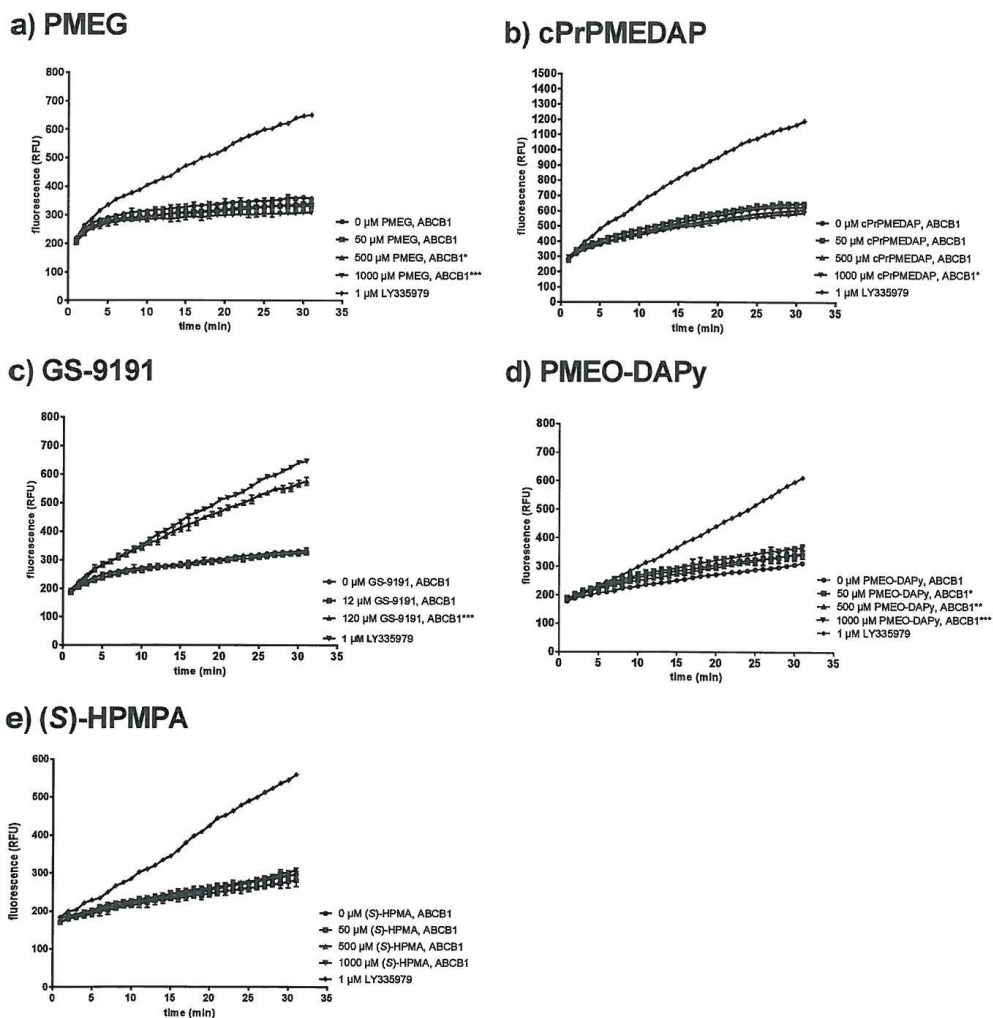 a) PMEG
fluorescence (RFU)
800
700
600
500
400
300
200
100
0
0 5 10 15 20 25 30 35
time (min)
0 µM PMEG, ABCB1
50 µM PMEG, ABCB1
500 µM PMEG, ABCB1*
1000 µM PMEG, ABCB1***
1 µM LY335979
b) cPrPMEDAP
fluorescence (RFU)
1500
1400
1300
1200
1100
1000
900
800
700
600
500
400
300
200
100
0
0 5 10 15 20 25 30 35
time (min)
0 µM cPrPMEDAP, ABCB1
50 µM cPrPMEDAP, ABCB1
500 µM cPrPMEDAP, ABCB1
1000 µM cPrPMEDAP, ABCB1*
1 µM LY335979
c) GS-9191
fluorescence (RFU)
800
700
600
500
400
300
200
100
0
0 5 10 15 20 25 30 35
time (min)
0 µM GS-9191, ABCB1
12 µM GS-9191, ABCB1
120 µM GS-9191, ABCB1***
1 µM LY335979
d) PMEO-DAPy
fluorescence (RFU)
800
700
600
500
400
300
200
100
0
0 5 10 15 20 25 30 35
time (min)
0 µM PMEO-DAPy, ABCB1
50 µM PMEO-DAPy, ABCB1*
500 µM PMEO-DAPy, ABCB1**
1000 µM PMEO-DAPy, ABCB1***
1 µM LY335979
e) (S)-HPMPA
fluorescence (RFU)
600
500
400
300
200
100
0
0 5 10 15 20 25 30 35
time (min)
0 µM (S)-HPMA, ABCB1
50 µM (S)-HPMA, ABCB1
500 µM (S)-HPMA, ABCB1
1000 µM (S)-HPMA, ABCB1
1 µM LY335979